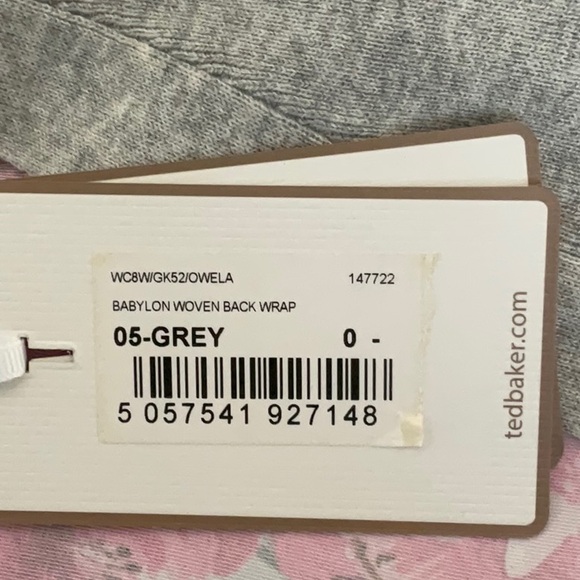 WC8W/GK52/OWELA 147722
BABYLON WOVEN BACK WRAP
05-GREY 0 -
5 057541 927148
tedbaker.com